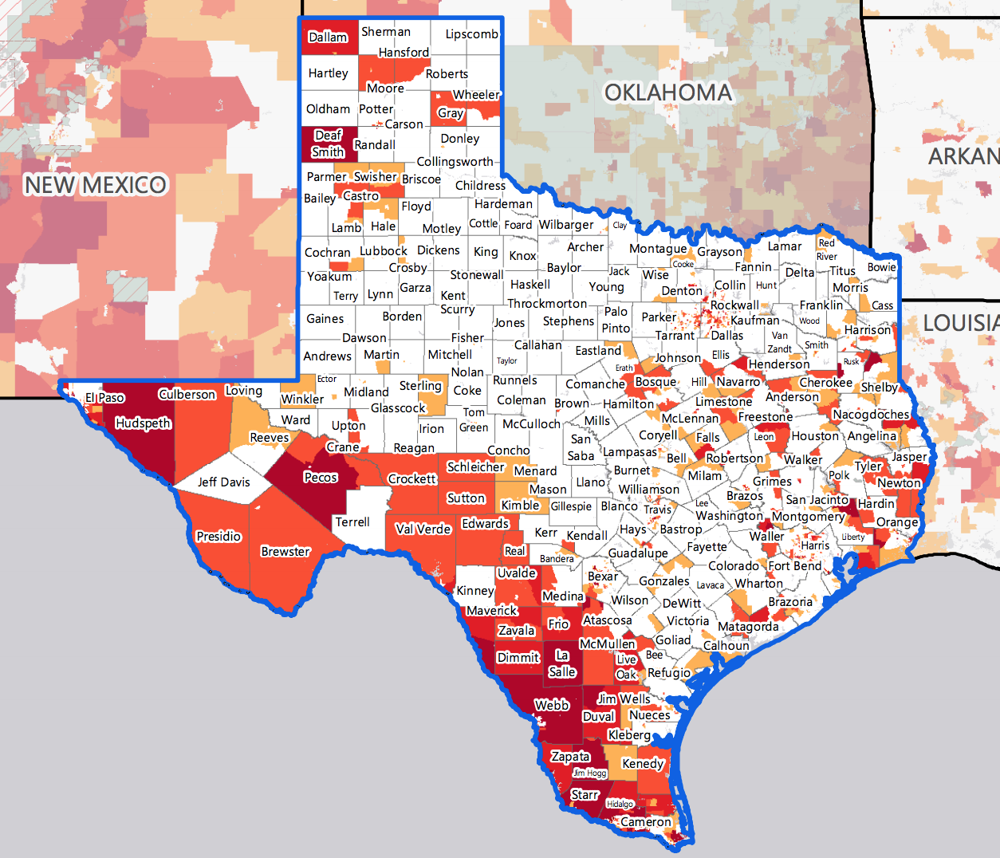 Dallam
Sherman
Lipscomb
Hansford
Hartley
Roberts
Moore
Wheeler
OKLAHOMA
Oldham
Potter
Gray
Carson
Deaf
Smith
Randall
Donley
ARKAN
Collingsworth
NEW MEXICO
Parmer
Swisher
Briscoe
Childress
Bailey
Castro
Floyd
Hardeman
Lamb
Hale
Motley
Cottle
Foard
Wilbarger
Clay
Cochran
Lubbock
Dickens
King
Knox
Archer
Montague
Grayson
Lamar
Red
River
Crosby
Baylor
Cooke
Fannin
Bowie
Yoakum
Stonewall
Jack
Wise
Delta
Titus
Terry
Lynn
Garza
Kent
Haskell
Young
Denton
Collin
Hunt
Morris
Scurry
Throckmorton
Rockwall
Franklin
Cass
Gaines
Borden
Jones
Stephens
Palo
Pinto
Parker
Kaufman
Wood
LOUISIA
Harrison
Dawson
Fisher
Tarrant
Dallas
Van
Zandt
Smith
Andrews
Martin
Mitchell
Callahan
Eastland
Johnson
Ellis
Taylor
Henderson
Rusk
Nolan
Erath
Ector
Runnels
Comanche
Bosque
Hill
Navarro
Cherokee
Shelby
El Paso
Culberson
Loving
Winkler
Midland
Sterling
Coke
Coleman
Brown
Hamilton
Limestone
Anderson
Glasscock
Hudspeth
Ward
Upton
Irion
Tom
Green
McCulloch
Mills
McLennan
Freestone
Nacogdoches
Reeves
Crane
Reagan
Concho
San
Saba
Coryell
Falls
Leon
Houston
Angelina
Lampasas
Bell
Robertson
Walker
Jasper
Jeff Davis
Pecos
Crockett
Schleicher
Menard
Burnet
Milam
Grimes
Polk
Tyler
Newton
Mason
Llano
Williamson
Brazos
San Jacinto
Hardin
Sutton
Kimble
Gillespie
Blanco
Travis
Lee
Washington
Montgomery
Orange
Terrell
Val Verde
Edwards
Kerr
Kendall
Hays
Bastrop
Waller
Liberty
Presidio
Brewster
Real
Bandera
Guadalupe
Fayette
Harris
Uvalde
Bexar
Gonzales
Colorado
Fort Bend
Kinney
Medina
Wilson
Lavaca
Wharton
Maverick
DeWitt
Brazoria
Zavala
Frio
Atascosa
Victoria
Matagorda
McMullen
Goliad
Calhoun
Dimmit
La
Salle
Live
Oak
Bee
Refugio
Webb
Jim Wells
Duval
Nueces
Kleberg
Zapata
Kenedy
Jim Hogg
Starr
Hidalgo
Cameron